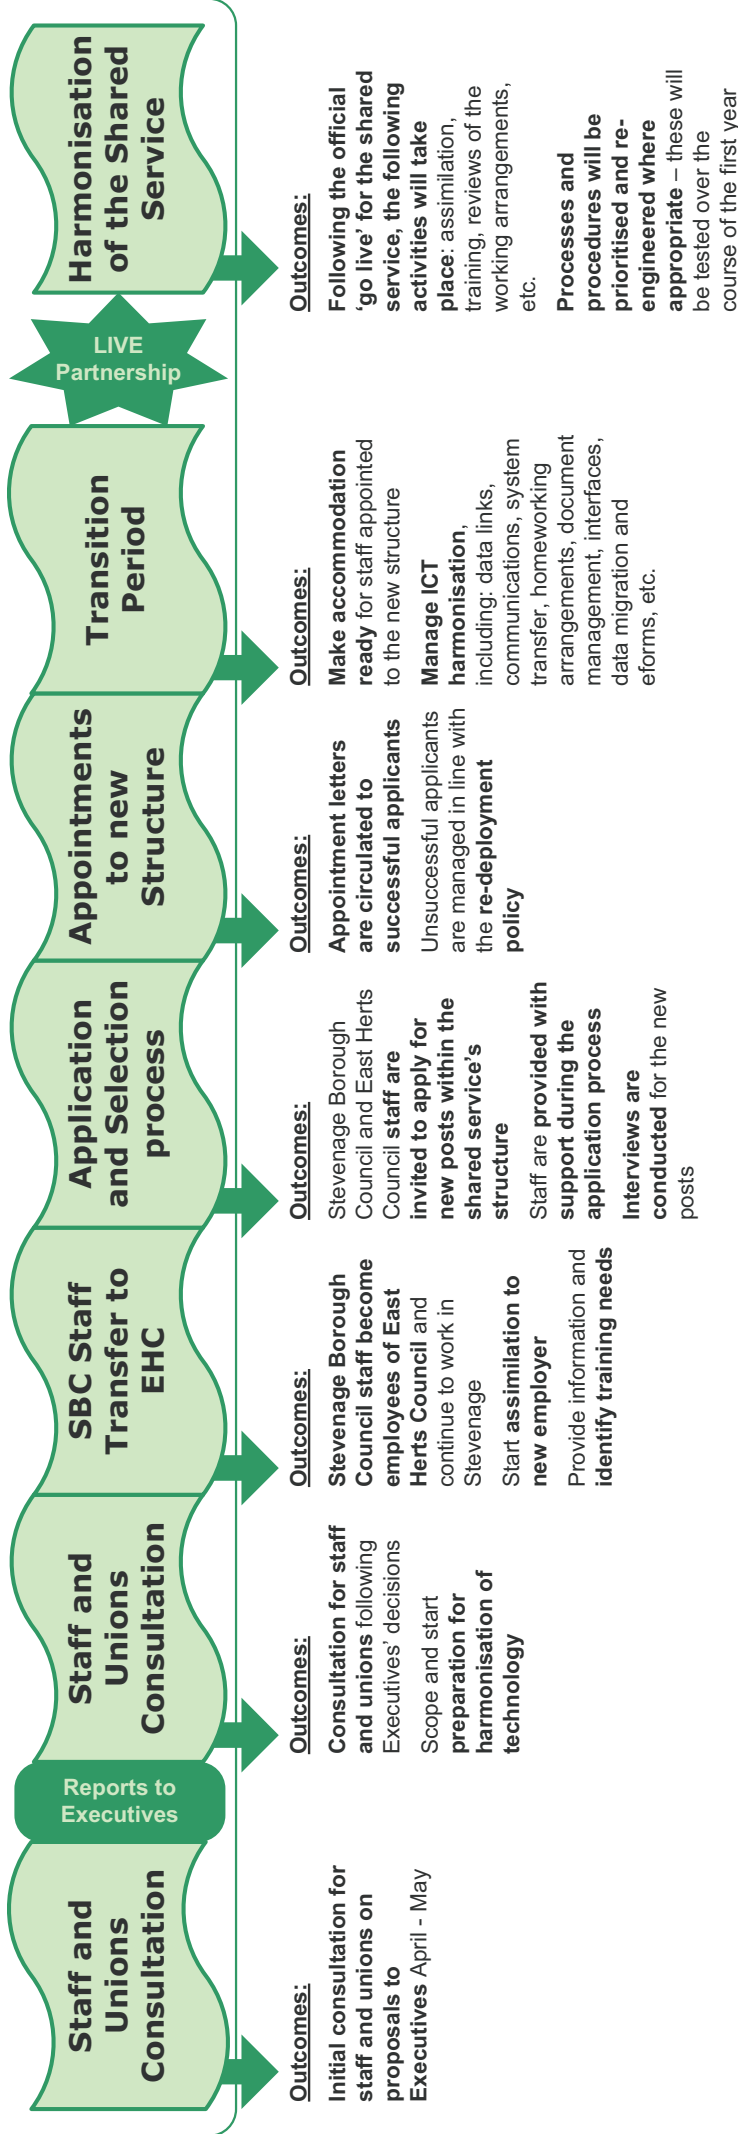 Staff and
Unions
Consultation
Reports to
Executives
Staff and
Unions
Consultation
SBC Staff
Transfer to
EHC
Application
and Selection
process
Appointments
to new
Structure
Transition
Period
LIVE
Partnership
Harmonisation
of the Shared
Service
Outcomes:
Initial consultation for
staff and unions on
proposals to
Executives April - May
Outcomes:
Consultation for staff
and unions following
Executives’ decisions
Scope and start
preparation for
harmonisation of
technology
Outcomes:
Stevenage Borough
Council staff become
employees of East
Herts Council and
continue to work in
Stevenage
Start assimilation to
new employer
Provide information and
identify training needs
Outcomes:
Stevenage Borough
Council and East Herts
Council staff are
invited to apply for
new posts within the
shared service’s
structure
Staff are provided with
support during the
application process
Interviews are
conducted for the new
posts
Outcomes:
Appointment letters
are circulated to
successful applicants
Unsuccessful applicants
are managed in line with
the re-deployment
policy
Outcomes:
Make accommodation
ready for staff appointed
to the new structure
Manage ICT
harmonisation,
including: data links,
communications, system
transfer, homeworking
arrangements, document
management, interfaces,
data migration and
eforms, etc.
Outcomes:
Following the official
‘go live’ for the shared
service, the following
activities will take
place: assimilation,
training, reviews of the
working arrangements,
etc.
Processes and
procedures will be
prioritised and re-
engineered where
appropriate – these will
be tested over the
course of the first year